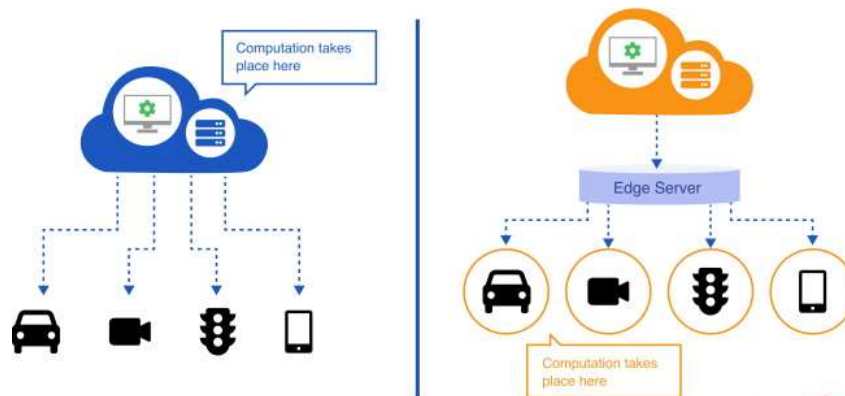 Computation takes
place here
Edge Server
Computation takes
place here